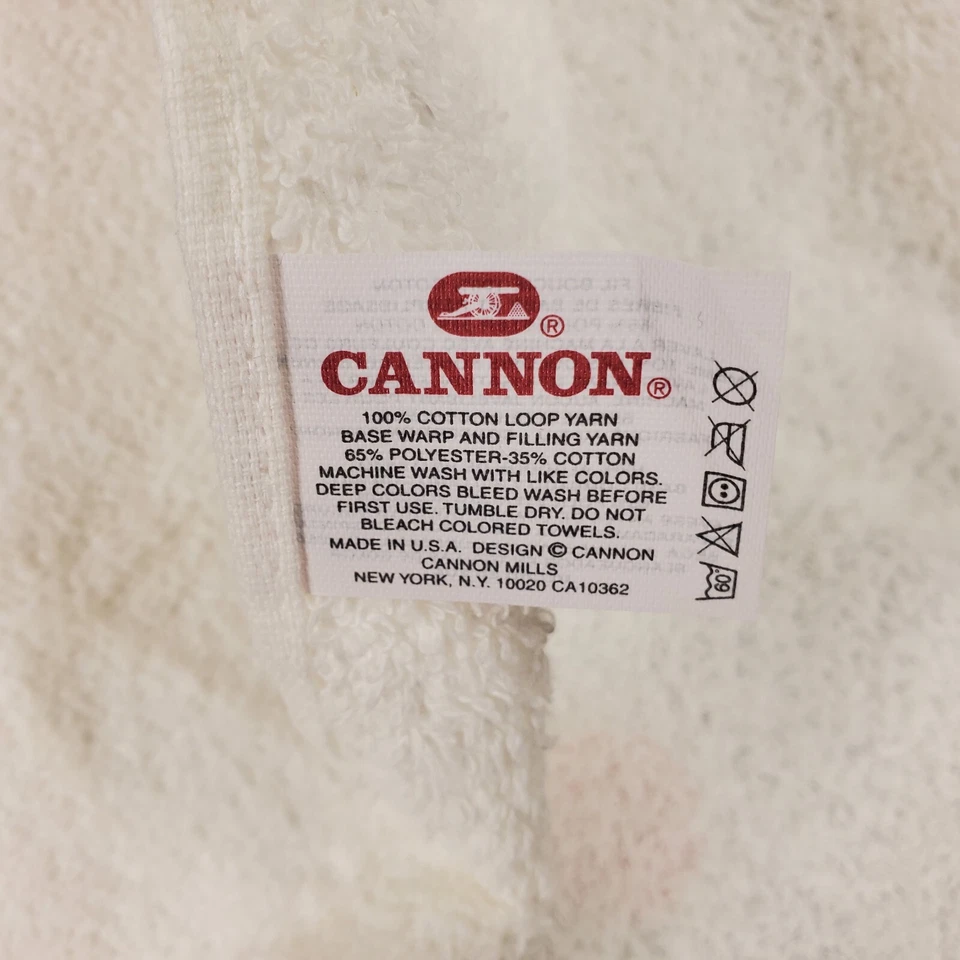 ®
CANNON®
100% COTTON LOOP YARN
BASE WARP AND FILLING YARN
65% POLYESTER-35% COTTON
MACHINE WASH WITH LIKE COLORS.
DEEP COLORS BLEED WASH BEFORE
FIRST USE. TUMBLE DRY. DO NOT
BLEACH COLORED TOWELS.
MADE IN U.S.A. DESIGN © CANNON
CANNON MILLS
NEW YORK, N.Y. 10020 CA10362
60°